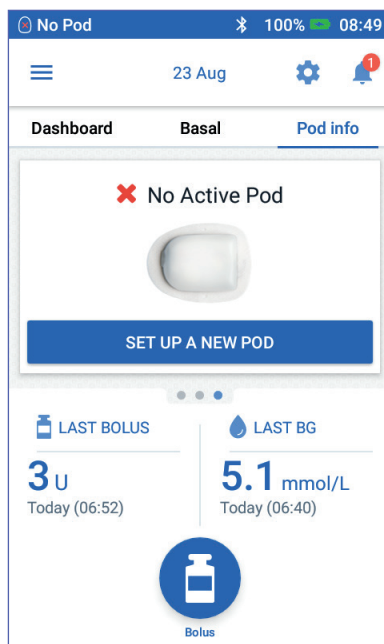 No Pod 100% 08:49
23 Aug 1
Dashboard Basal Pod info
No Active Pod
SET UP A NEW POD
LAST BOLUS LAST BG
3 U 5.1 mmol/L
Today (06:52) Today (06:40)
Bolus